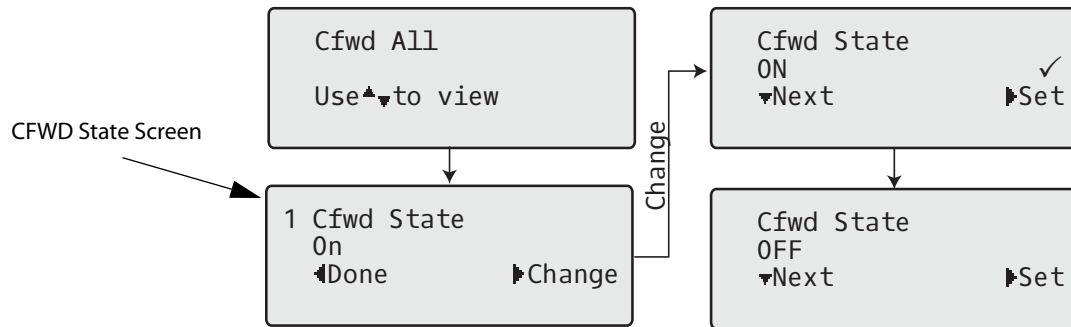 Cfwd All
Use▲▼to view
CFWD State Screen
1 Cfwd State
On
◀Done ▶Change
Change
Cfwd State
ON ✓
▼Next ▶Set
Cfwd State
OFF
▼Next ▶Set